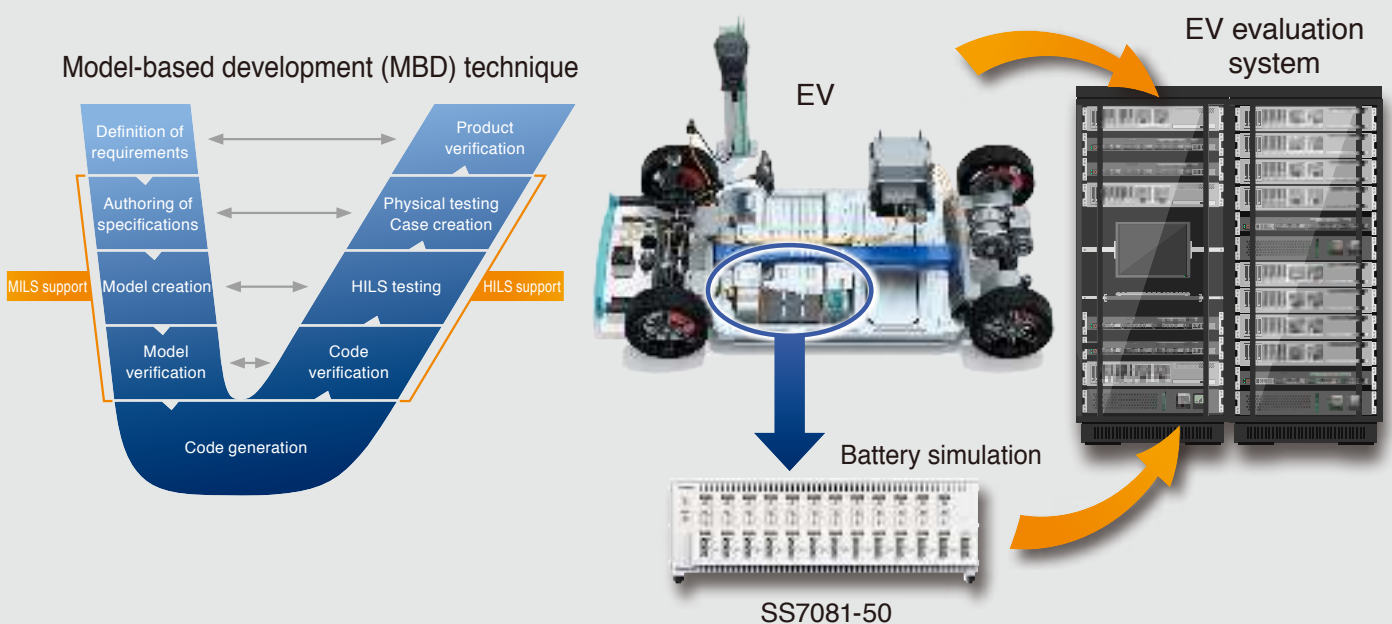 Model-based development (MBD) technique
Definition of
requirements
Authoring of
specifications
Model creation
Model
verification
Code generation
Product
verification
Physical testing
Case creation
HILS testing
Code
verification
MILS support
HILS support
EV
EV evaluation
system
Battery simulation
SS7081-50